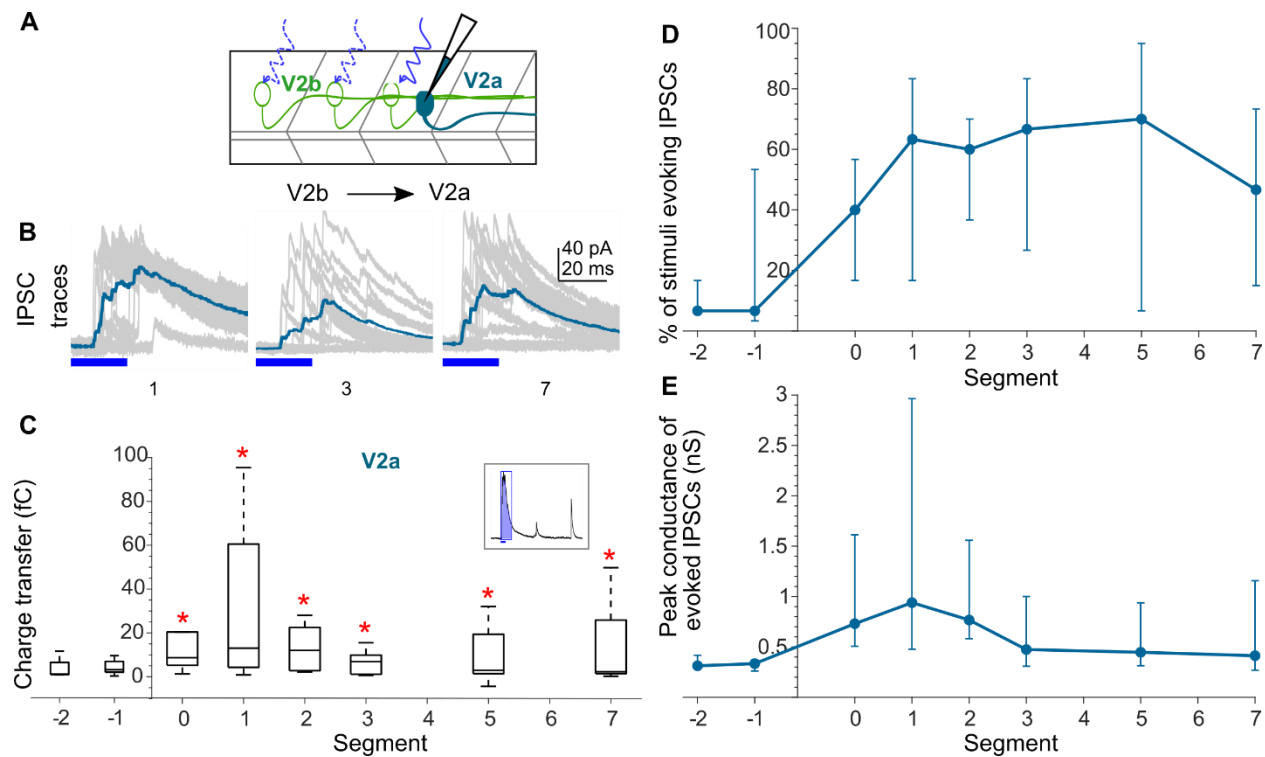 A
V2b
V2a
V2b
V2a
B
IPSC
traces
40 pA
20 ms
1
3
7
C
V2a
Charge transfer (fC)
100
80
60
40
20
0
*
*
*
*
*
*
-2
-1
0
1
2
3
4
5
7
Segment
D
% of stimuli evoking IPSCs
100
80
60
40
20
-2
-1
0
1
2
3
4
5
7
Segment
E
Peak conductance of
evoked IPSCs (nS)
3
2.5
2
1.5
1
0.5
-2
-1
0
1
2
3
4
5
7
Segment